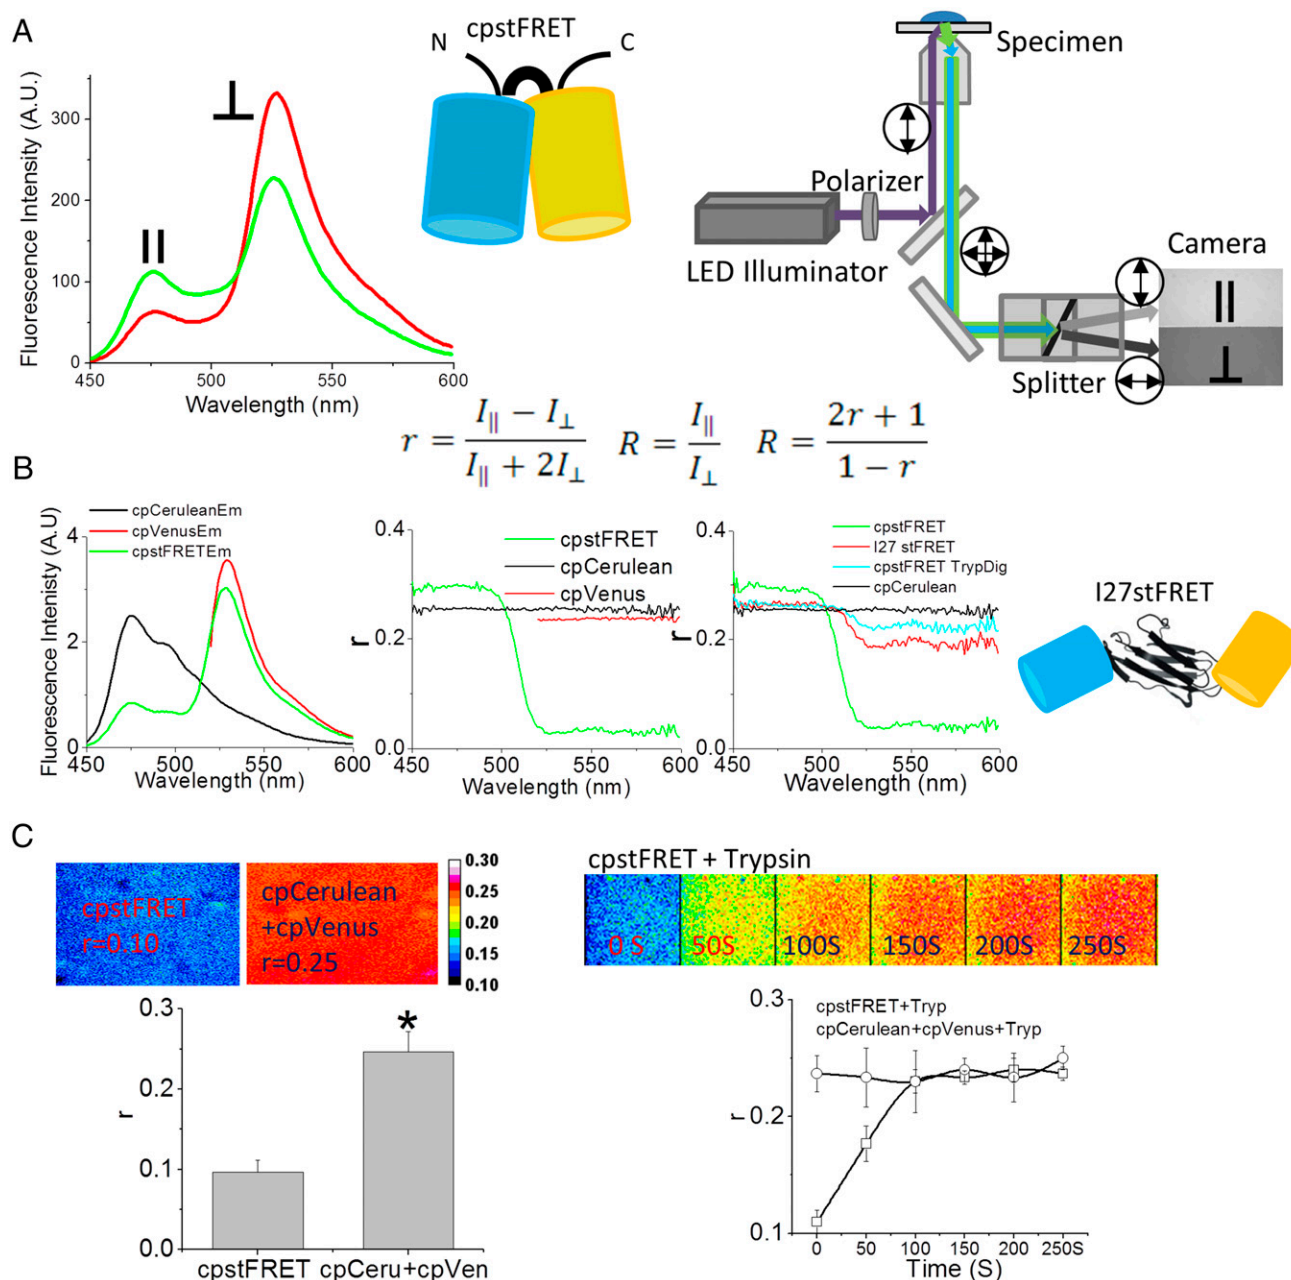 A
cpstFRET
N
C
||
⊥
Fluorescence Intensity (A.U.)
300
200
100
0
450
500
550
600
Wavelength (nm)
Specimen
Polarizer
LED Illuminator
Camera
||
⊥
Splitter
r = (I∥ − I⊥) / (I∥ + 2I⊥) R = I∥ / I⊥ R = (2r + 1) / (1 − r)
B
cpCeruleanEm
cpVenusEm
cpstFRETEm
Fluorescence Intenisty (A.U)
4
2
0
450
500
550
600
Wavelength (nm)
cpstFRET
cpCerulean
cpVenus
r
0.4
0.2
0.0
450
500
550
600
Wavelength (nm)
cpstFRET
I27 stFRET
cpstFRET TrypDig
cpCerulean
r
0.4
0.2
0.0
450
500
550
600
Wavelength (nm)
I27stFRET
C
cpstFRET
r=0.10
cpCerulean
+cpVenus
r=0.25
0.30
0.25
0.20
0.15
0.10
cpstFRET + Trypsin
0 S
50S
100S
150S
200S
250S
r
0.3
0.2
0.1
0.0
*
cpstFRET
cpCeru+cpVen
cpstFRET+Tryp
cpCerulean+cpVenus+Tryp
r
0.3
0.2
0.1
0
50
100
150
200
250S
Time (S)